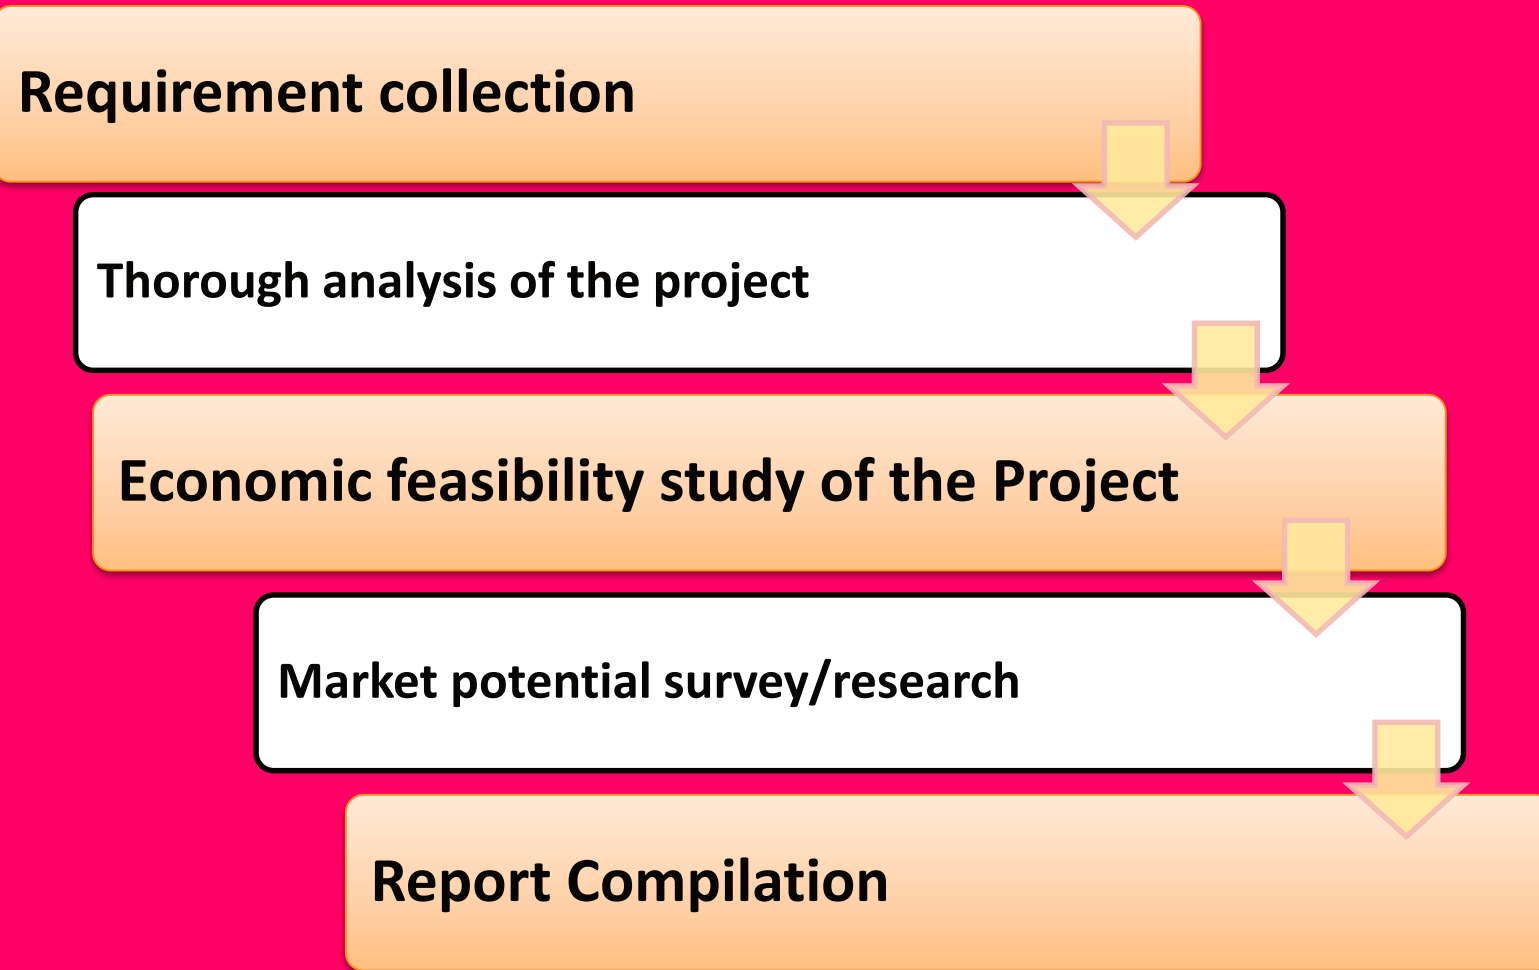 Requirement collection
Thorough analysis of the project
Economic feasibility study of the Project
Market potential survey/research
Report Compilation